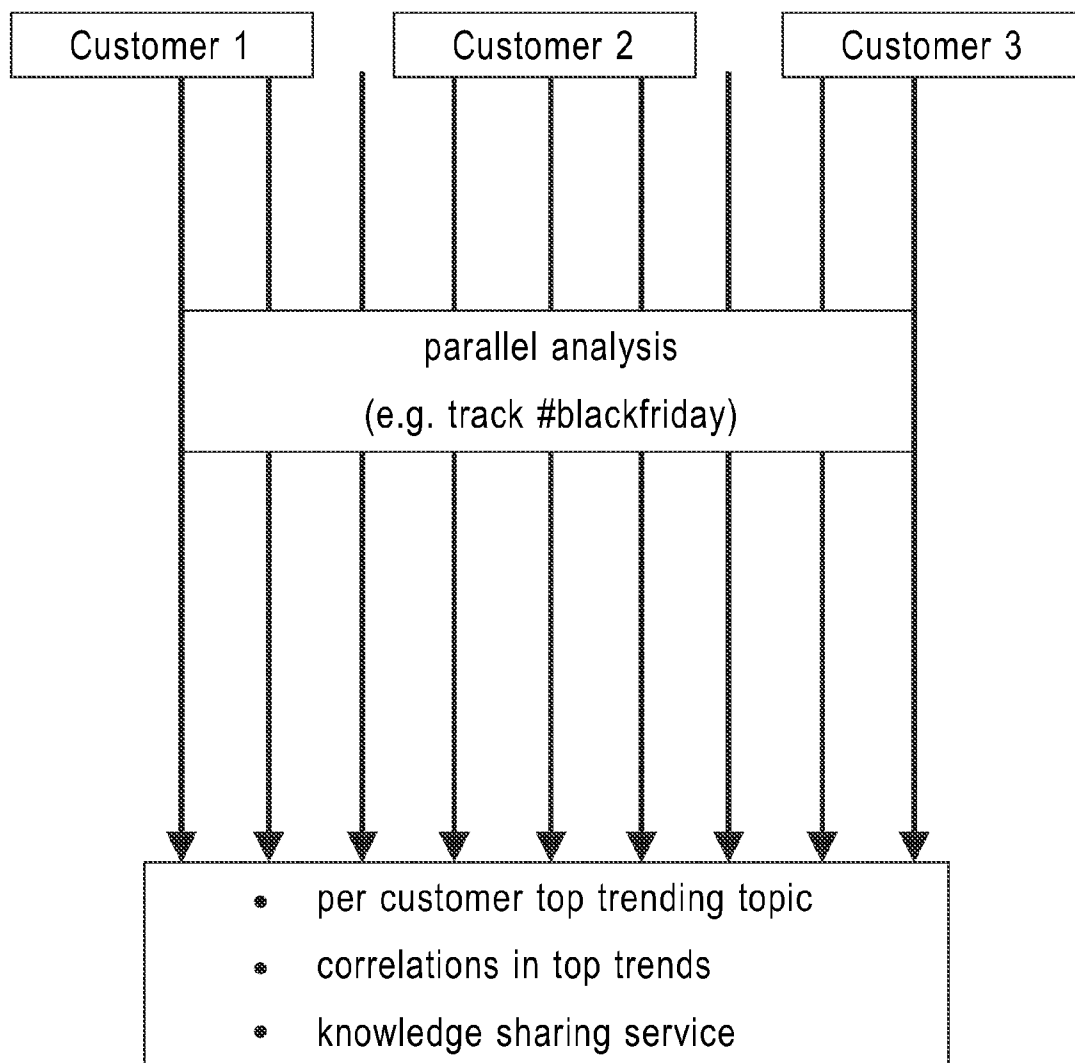 Customer 1
Customer 2
Customer 3
parallel analysis
(e.g. track #blackfriday)
• per customer top trending topic
• correlations in top trends
• knowledge sharing service